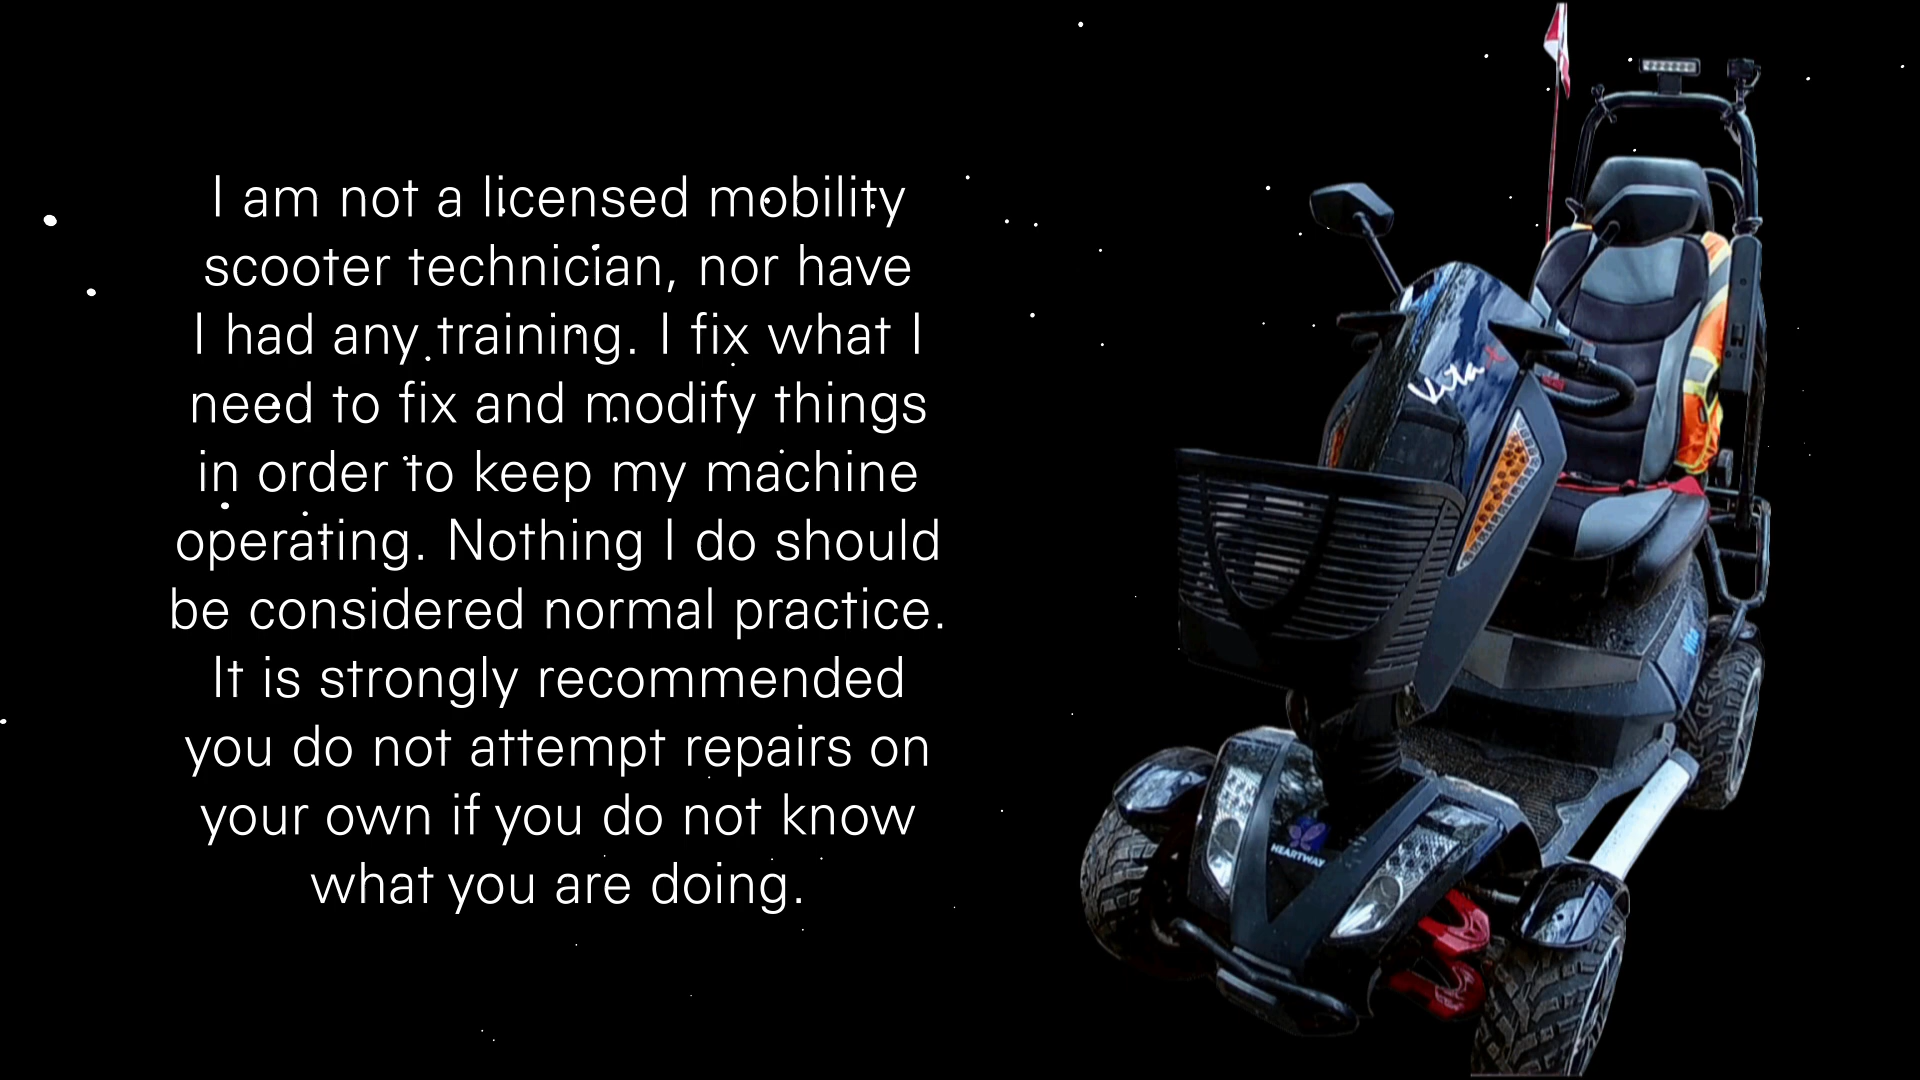 I am not a licensed mobility
scooter technician, nor have
I had any training. I fix what I
need to fix and modify things
in order to keep my machine
operating. Nothing I do should
be considered normal practice.
It is strongly recommended
you do not attempt repairs on
your own if you do not know
what you are doing.
Vita X
HEARTWAY